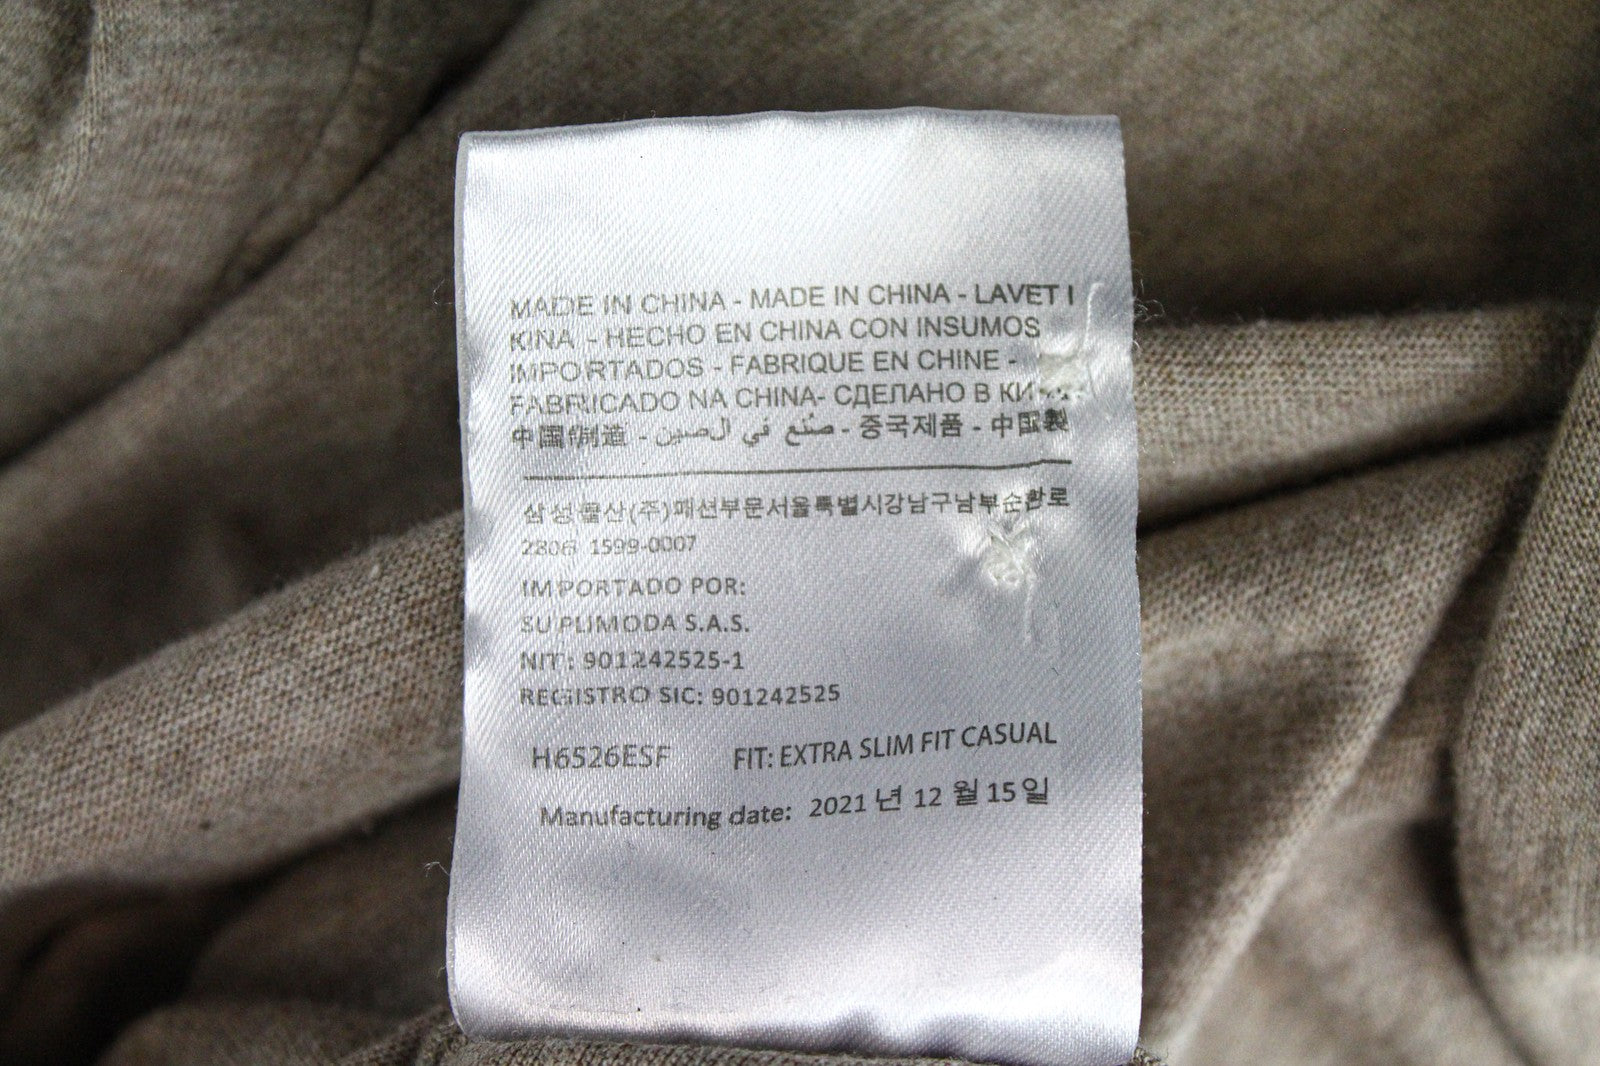 MADE IN CHINA - MADE IN CHINA - LAVET I
KINA - HECHO EN CHINA CON INSUMOS
IMPORTADOS - FABRIQUE EN CHINE -
FABRICADO NA CHINA- СДЕЛАНО В
中国制造 - صنع في الصين - 중국제품 - 中国製
삼성물산(주)패션부문서울특별시강남구남부순환로
2806 1599-0007
IMPORTADO POR:
SUPLIMODA S.A.S.
NIT: 901242525-1
REGISTRO SIC: 901242525
H6526ESF FIT: EXTRA SLIM FIT CASUAL
Manufacturing date: 2021 년 12 월 15 일